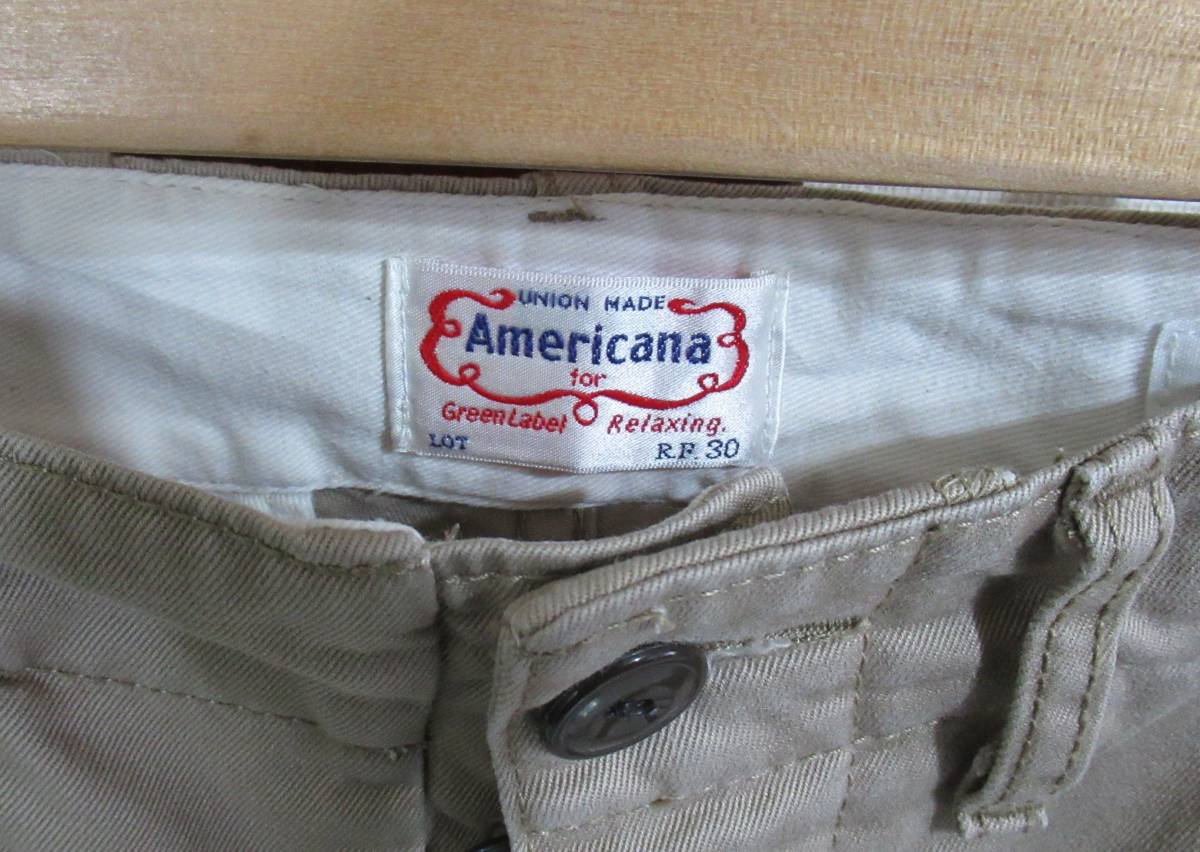 UNION MADE
Americana
for
GreenLabel Relaxing.
LOT R.F. 30